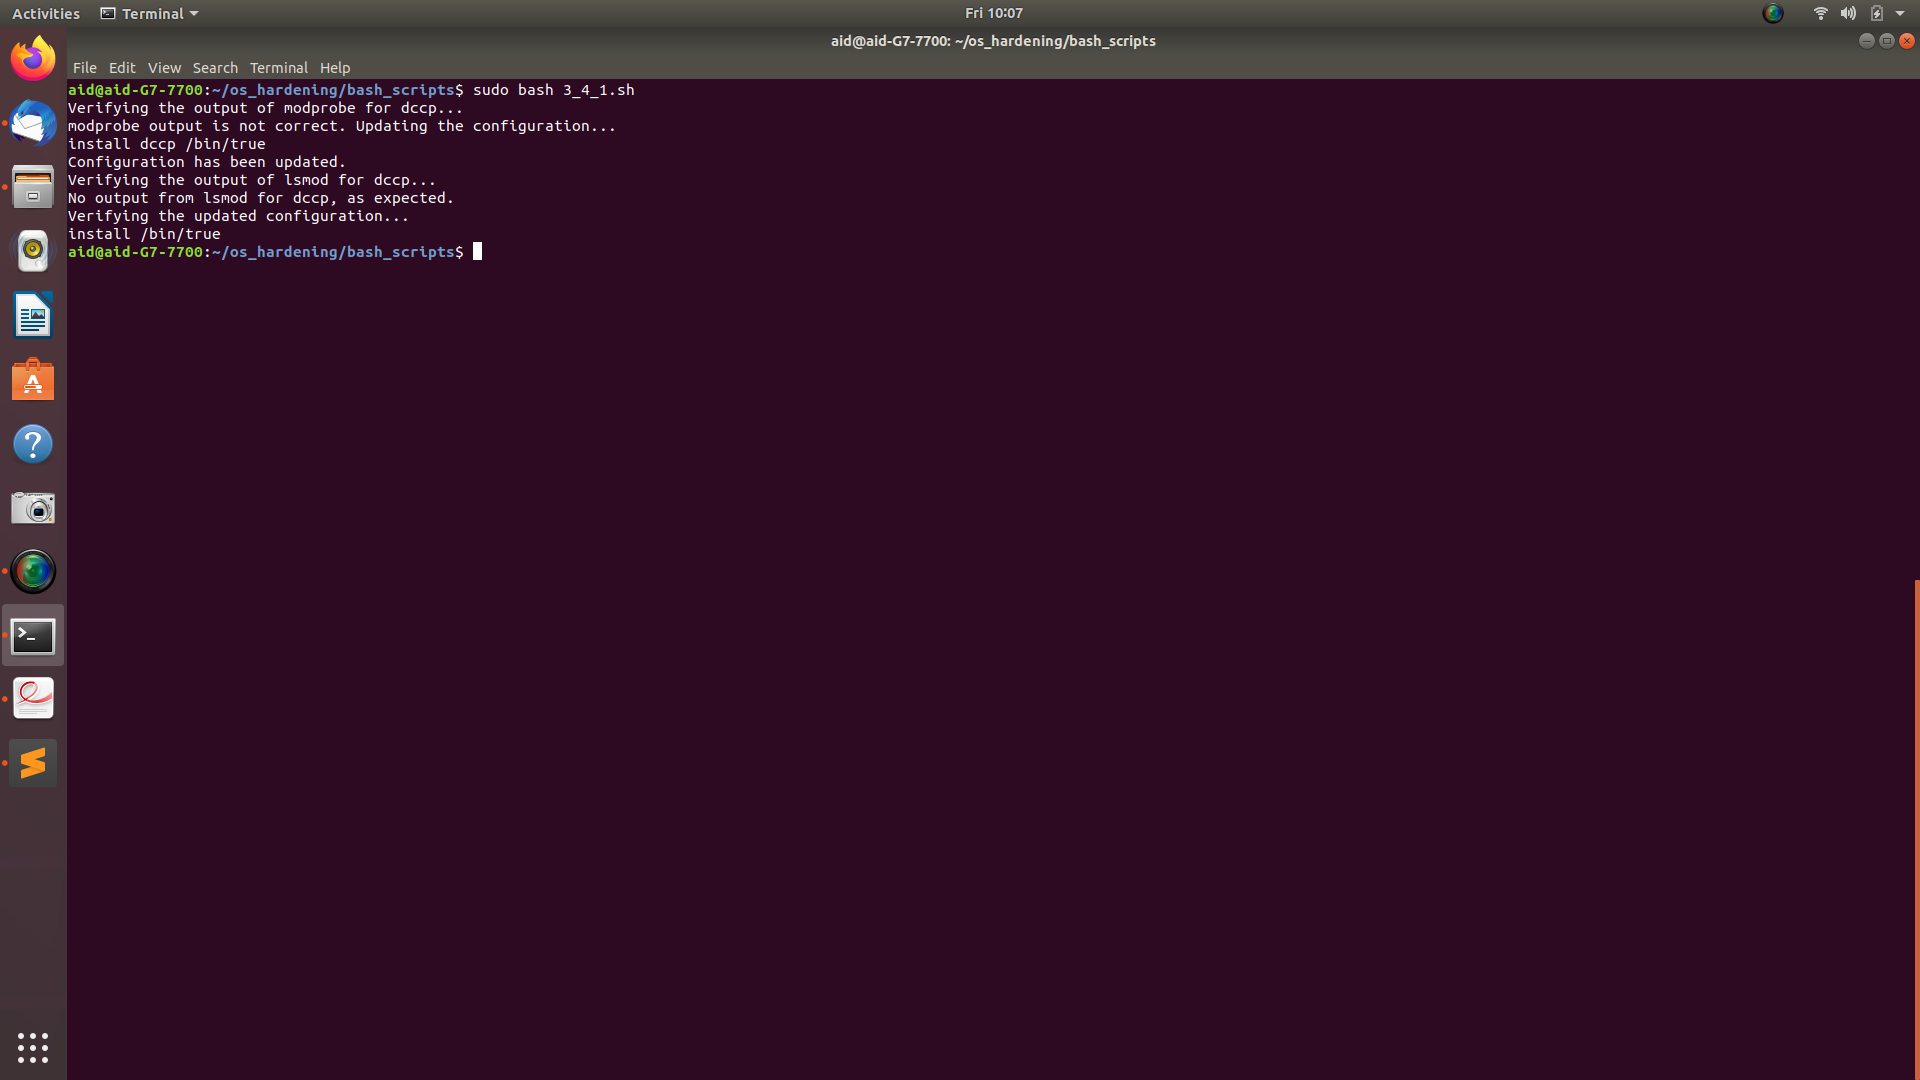 Activities Terminal Fri 10:07
aid@aid-G7-7700: ~/os_hardening/bash_scripts
File Edit View Search Terminal Help
aid@aid-G7-7700:~/os_hardening/bash_scripts$ sudo bash 3_4_1.sh
Verifying the output of modprobe for dccp...
modprobe output is not correct. Updating the configuration...
install dccp /bin/true
Configuration has been updated.
Verifying the output of lsmod for dccp...
No output from lsmod for dccp, as expected.
Verifying the updated configuration...
install /bin/true
aid@aid-G7-7700:~/os_hardening/bash_scripts$